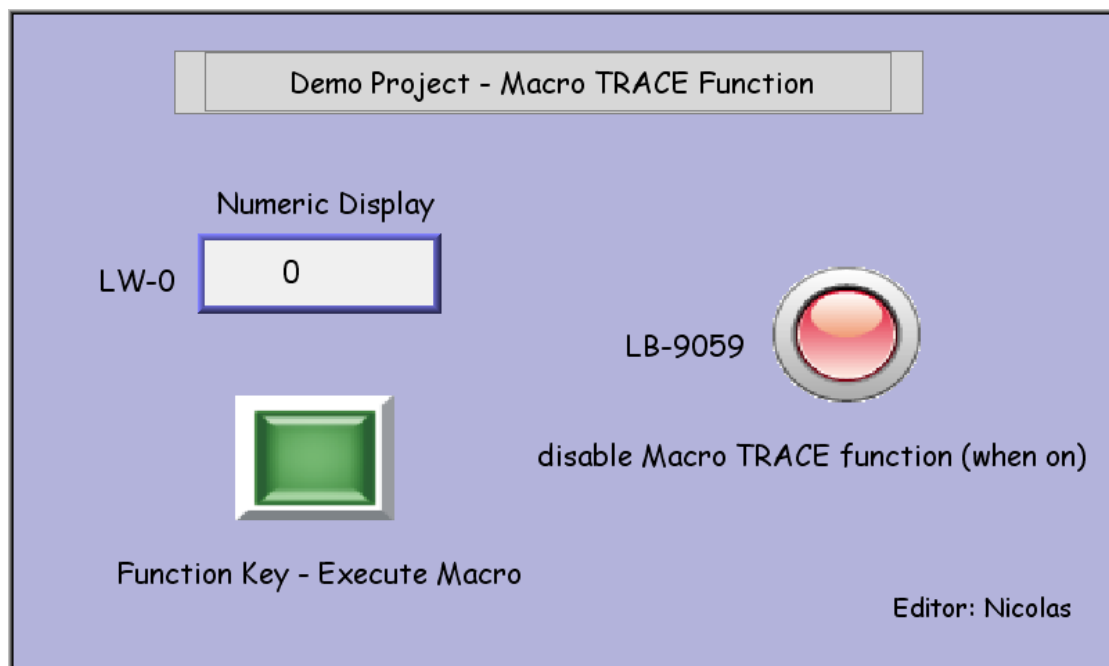 Demo Project - Macro TRACE Function
Numeric Display
LW-0
0
LB-9059
disable Macro TRACE function (when on)
Function Key - Execute Macro
Editor: Nicolas